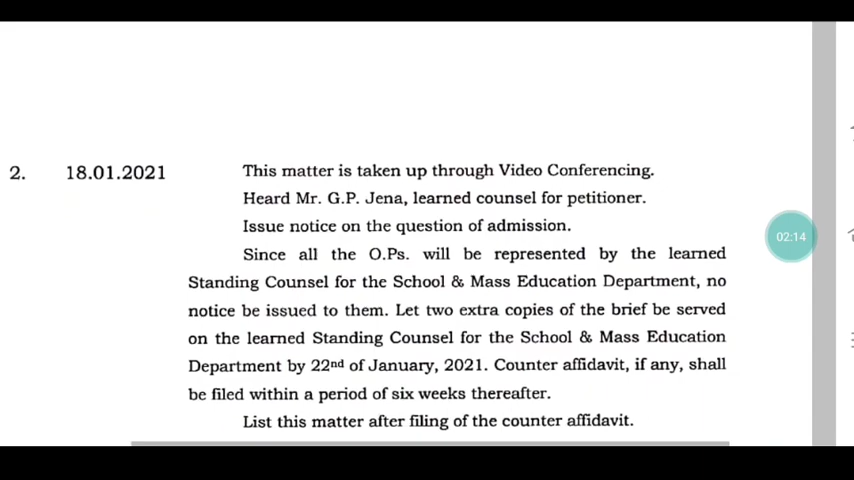 2. 18.01.2021 This matter is taken up through Video Conferencing.
Heard Mr. G.P. Jena, learned counsel for petitioner.
Issue notice on the question of admission.
Since all the O.Ps. will be represented by the learned
Standing Counsel for the School & Mass Education Department, no
notice be issued to them. Let two extra copies of the brief be served
on the learned Standing Counsel for the School & Mass Education
Department by 22nd of January, 2021. Counter affidavit, if any, shall
be filed within a period of six weeks thereafter.
List this matter after filing of the counter affidavit.
02:14